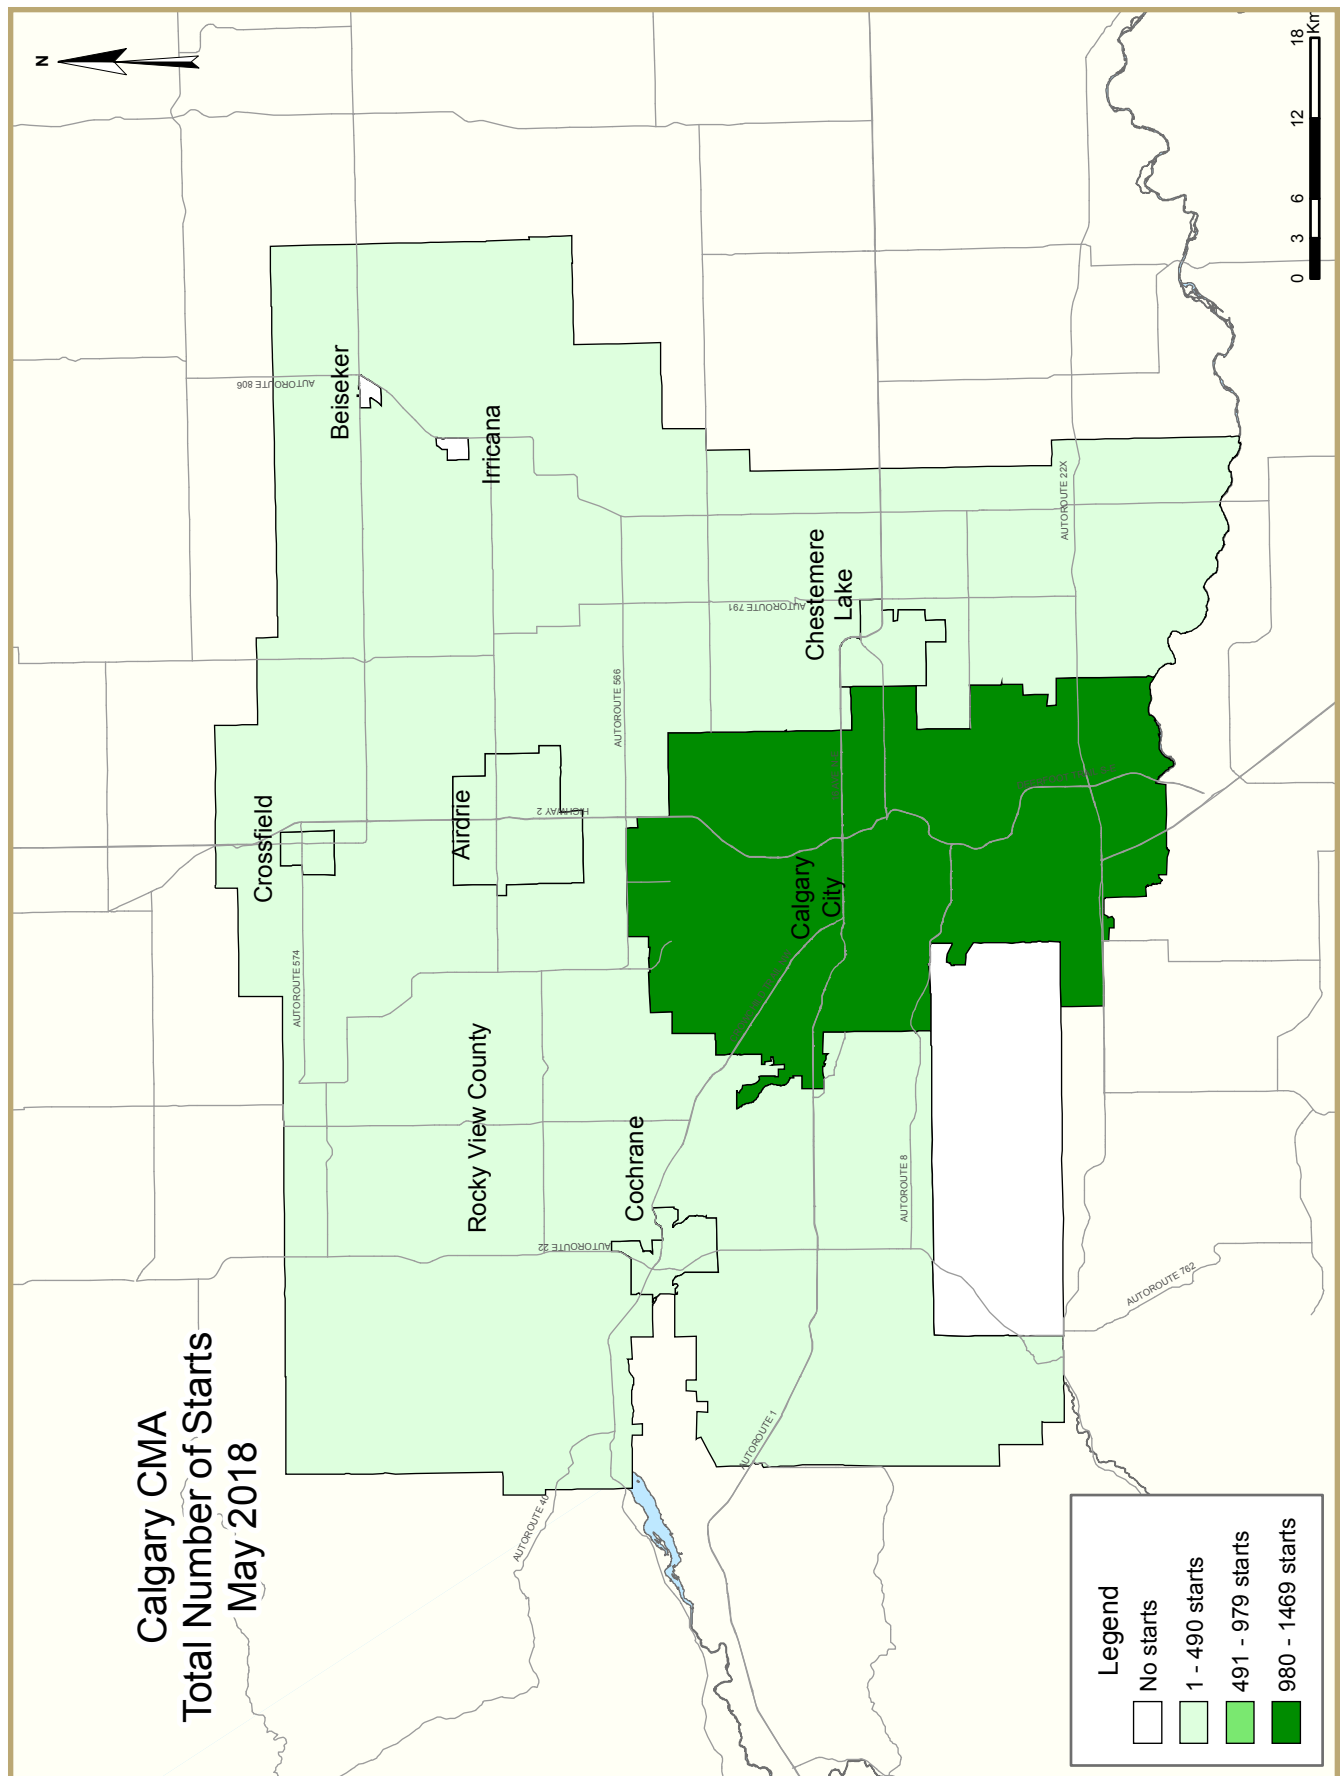 Calgary CMA
Total Number of Starts
May 2018
N
Crossfield
Beiseker
Irricana
Airdrie
Rocky View County
Cochrane
Chestemere
Lake
Calgary
City
AUTOROUTE 574
AUTOROUTE 806
HIGHWAY 2
AUTOROUTE 566
AUTOROUTE 791
AUTOROUTE 22
AUTOROUTE 40
AUTOROUTE 1
AUTOROUTE 8
AUTOROUTE 22X
AUTOROUTE 762
Legend
No starts
1 - 490 starts
491 - 979 starts
980 - 1469 starts
0 3 6 12 18
Km